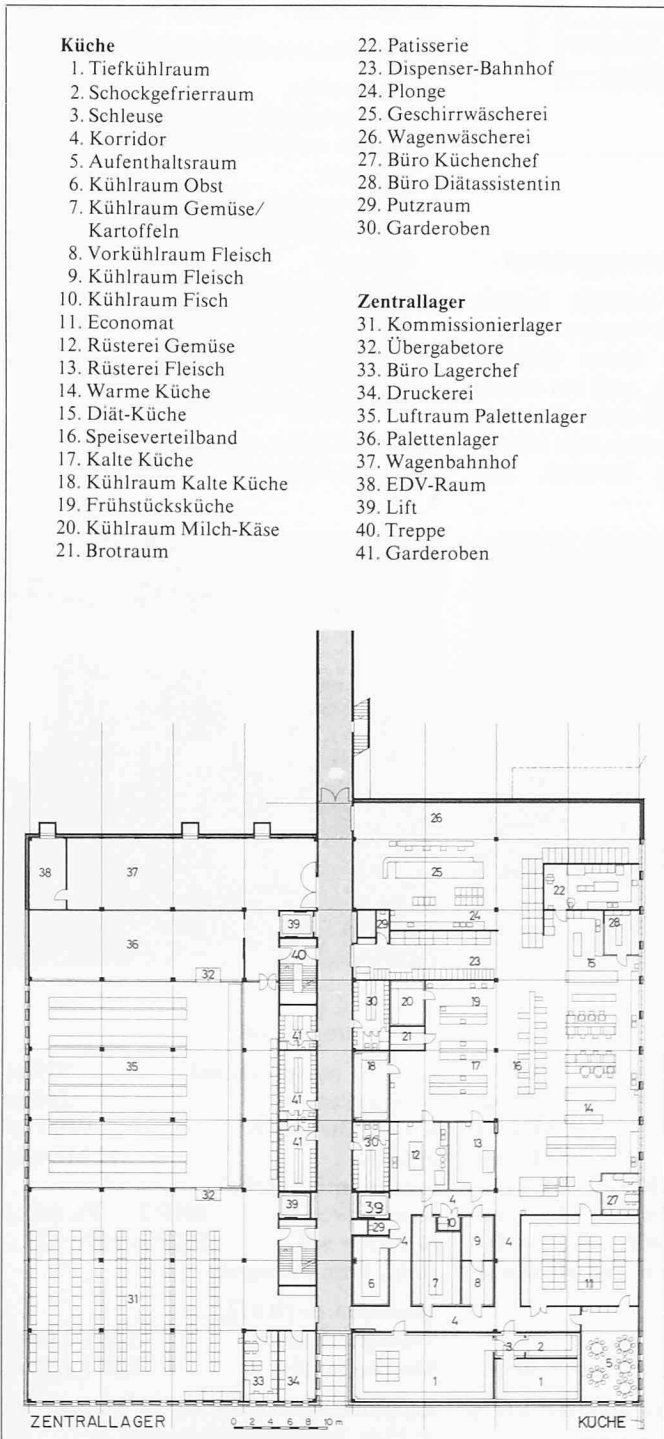 Küche
1. Tiefkühlraum
2. Schockgefrierraum
3. Schleuse
4. Korridor
5. Aufenthaltsraum
6. Kühlraum Obst
7. Kühlraum Gemüse/
Kartoffeln
8. Vorkühlraum Fleisch
9. Kühlraum Fleisch
10. Kühlraum Fisch
11. Economat
12. Rüsterei Gemüse
13. Rüsterei Fleisch
14. Warme Küche
15. Diät-Küche
16. Speiseverteilband
17. Kalte Küche
18. Kühlraum Kalte Küche
19. Frühstücksküche
20. Kühlraum Milch-Käse
21. Brotraum
22. Patisserie
23. Dispenser-Bahnhof
24. Plonge
25. Geschirrwäscherei
26. Wagenwäscherei
27. Büro Küchenchef
28. Büro Diätassistentin
29. Putzraum
30. Garderoben
Zentrallager
31. Kommissionierlager
32. Übergabetore
33. Büro Lagerchef
34. Druckerei
35. Luftraum Palettenlager
36. Palettenlager
37. Wagenbahnhof
38. EDV-Raum
39. Lift
40. Treppe
41. Garderoben
26
38 37 25
22
36 39 29 24 28
40 23 15
32
30 20 19
41 21
35 18 17 16
41
14
41 30 12 13
32 39 39 4 27
29 4 10 9 4
31 6 7 8 11
4
3 2 5
33 34 1 1
ZENTRALLAGER 0 2 4 6 8 10 m KÜCHE